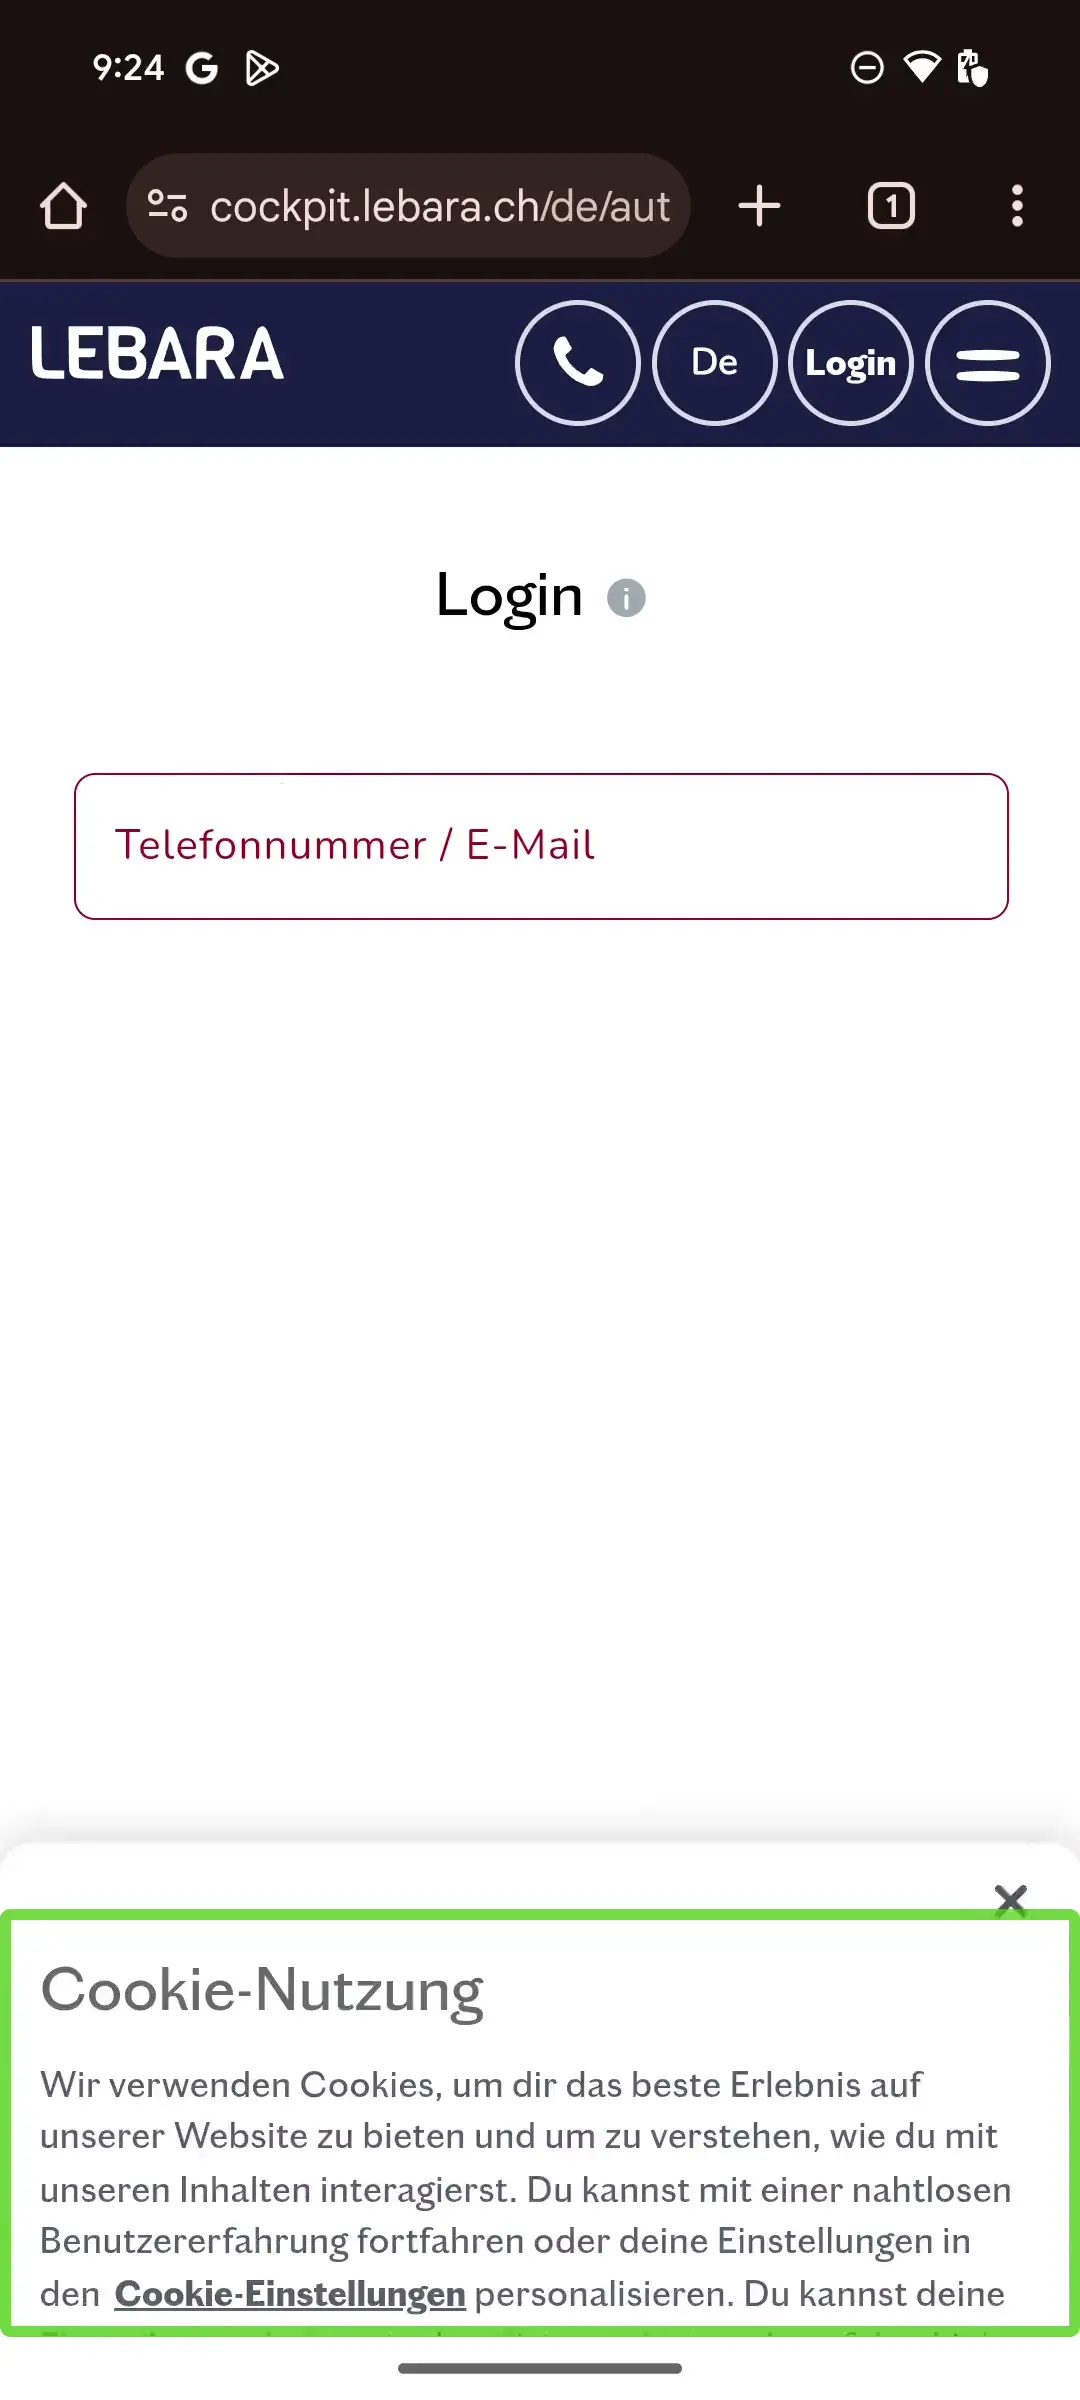 9:24
cockpit.lebara.ch/de/aut
1
LEBARA
De
Login
Login
Telefonnummer / E-Mail
Cookie-Nutzung
Wir verwenden Cookies, um dir das beste Erlebnis auf
unserer Website zu bieten und um zu verstehen, wie du mit
unseren Inhalten interagierst. Du kannst mit einer nahtlosen
Benutzererfahrung fortfahren oder deine Einstellungen in
den Cookie-Einstellungen personalisieren. Du kannst deine